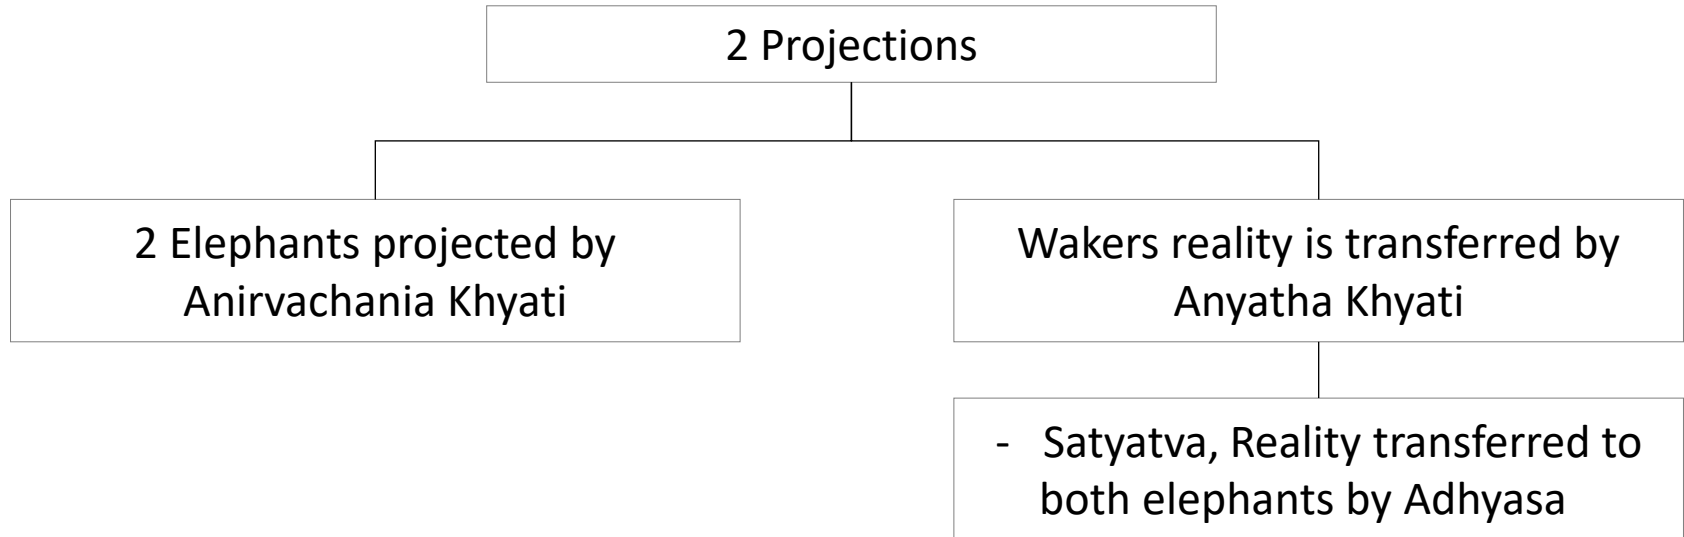 2 Projections
2 Elephants projected by
Anirvachania Khyati
Wakers reality is transferred by
Anyatha Khyati
- Satyatva, Reality transferred to
both elephants by Adhyasa